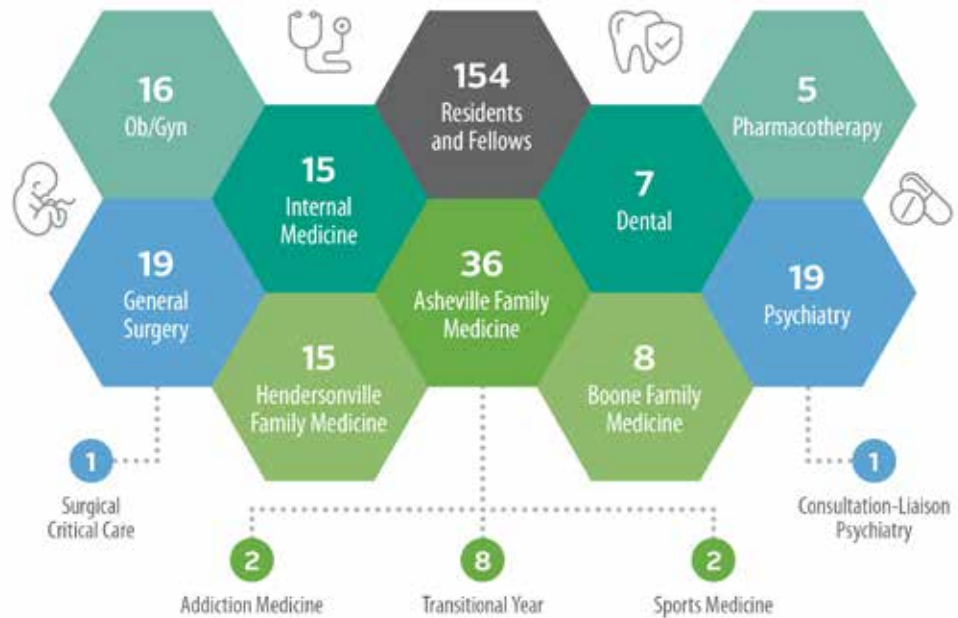 16
Ob/Gyn
154
Residents
and Fellows
5
Pharmacotherapy
15
Internal
Medicine
7
Dental
19
General
Surgery
36
Asheville Family
Medicine
19
Psychiatry
15
Hendersonville
Family Medicine
8
Boone Family
Medicine
1
Surgical
Critical Care
1
Consultation-Liaison
Psychiatry
2
Addiction Medicine
8
Transitional Year
2
Sports Medicine